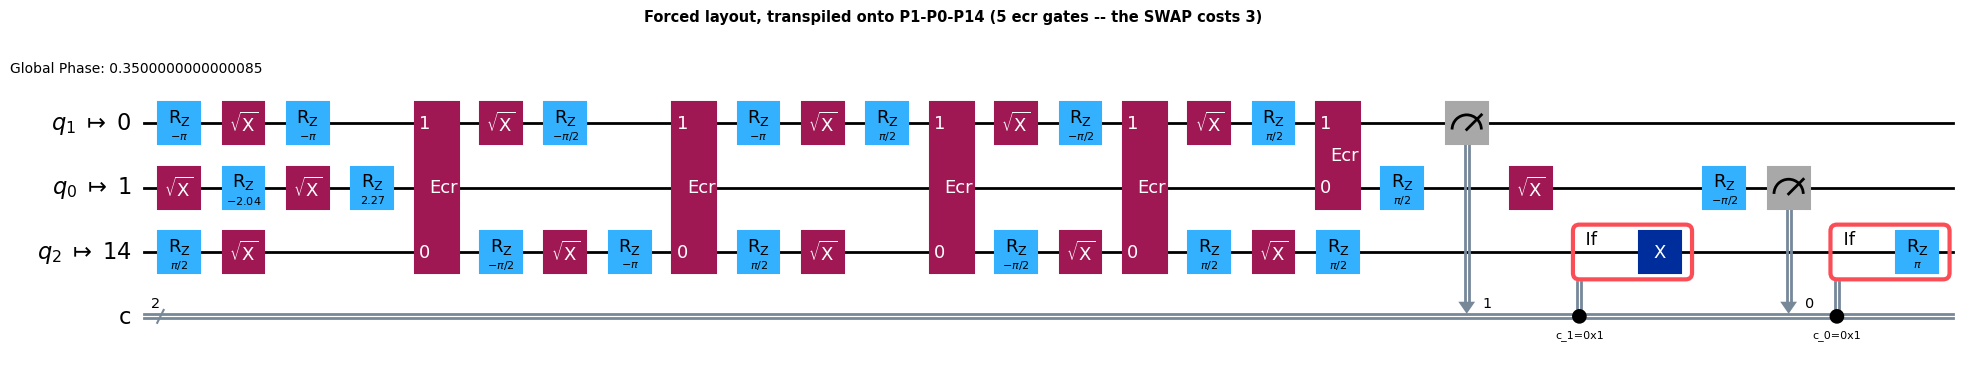 Forced layout, transpiled onto P1-P0-P14 (5 ecr gates -- the SWAP costs 3)
Global Phase: 0.3500000000000085
q1 ↦ 0 RZ −π √X RZ −π 1 √X RZ −π/2 1 RZ −π √X RZ π/2 1 √X RZ −π/2 1 √X RZ π/2 1
Ecr
q0 ↦ 1 √X RZ −2.04 √X RZ 2.27 Ecr Ecr Ecr Ecr 0 RZ π/2 √X RZ −π/2
q2 ↦ 14 RZ π/2 √X 0 RZ −π/2 √X RZ −π 0 RZ π/2 √X 0 RZ −π/2 √X 0 RZ π/2 √X RZ π/2 If X If RZ π
c 2 1 0
c_1=0x1 c_0=0x1